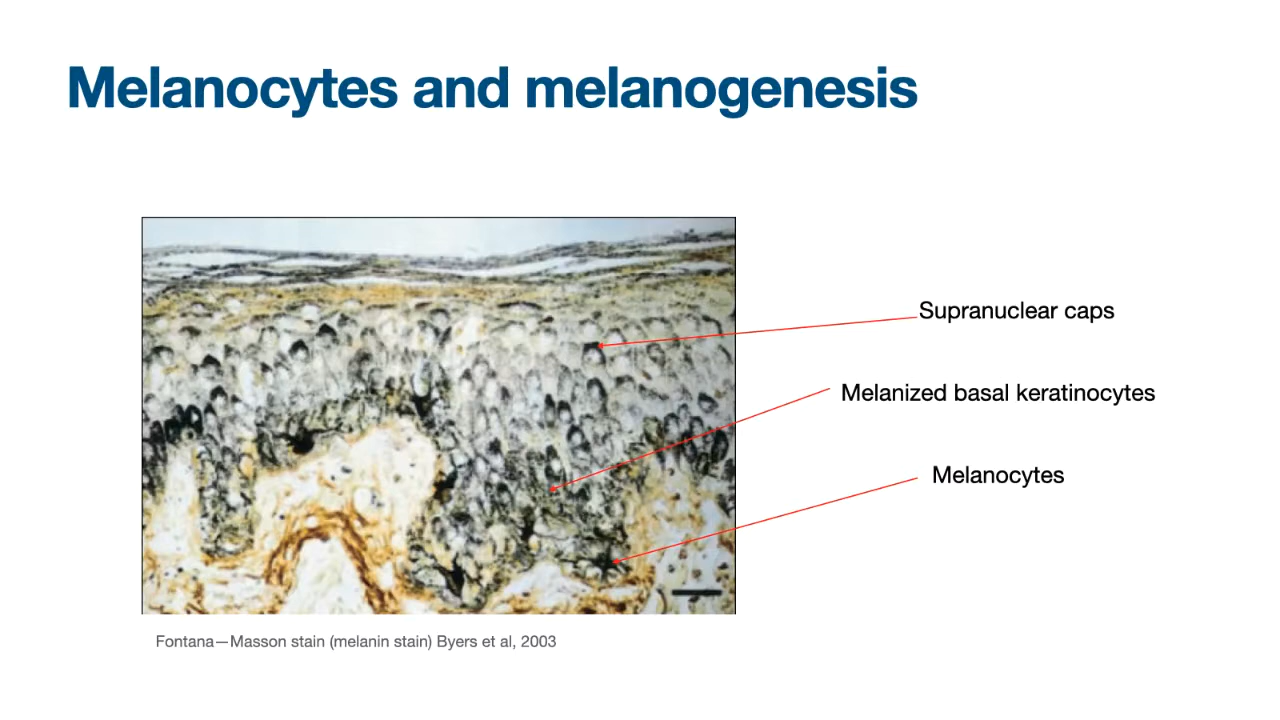 Melanocytes and melanogenesis
Supranuclear caps
Melanized basal keratinocytes
Melanocytes
Fontana—Masson stain (melanin stain) Byers et al, 2003